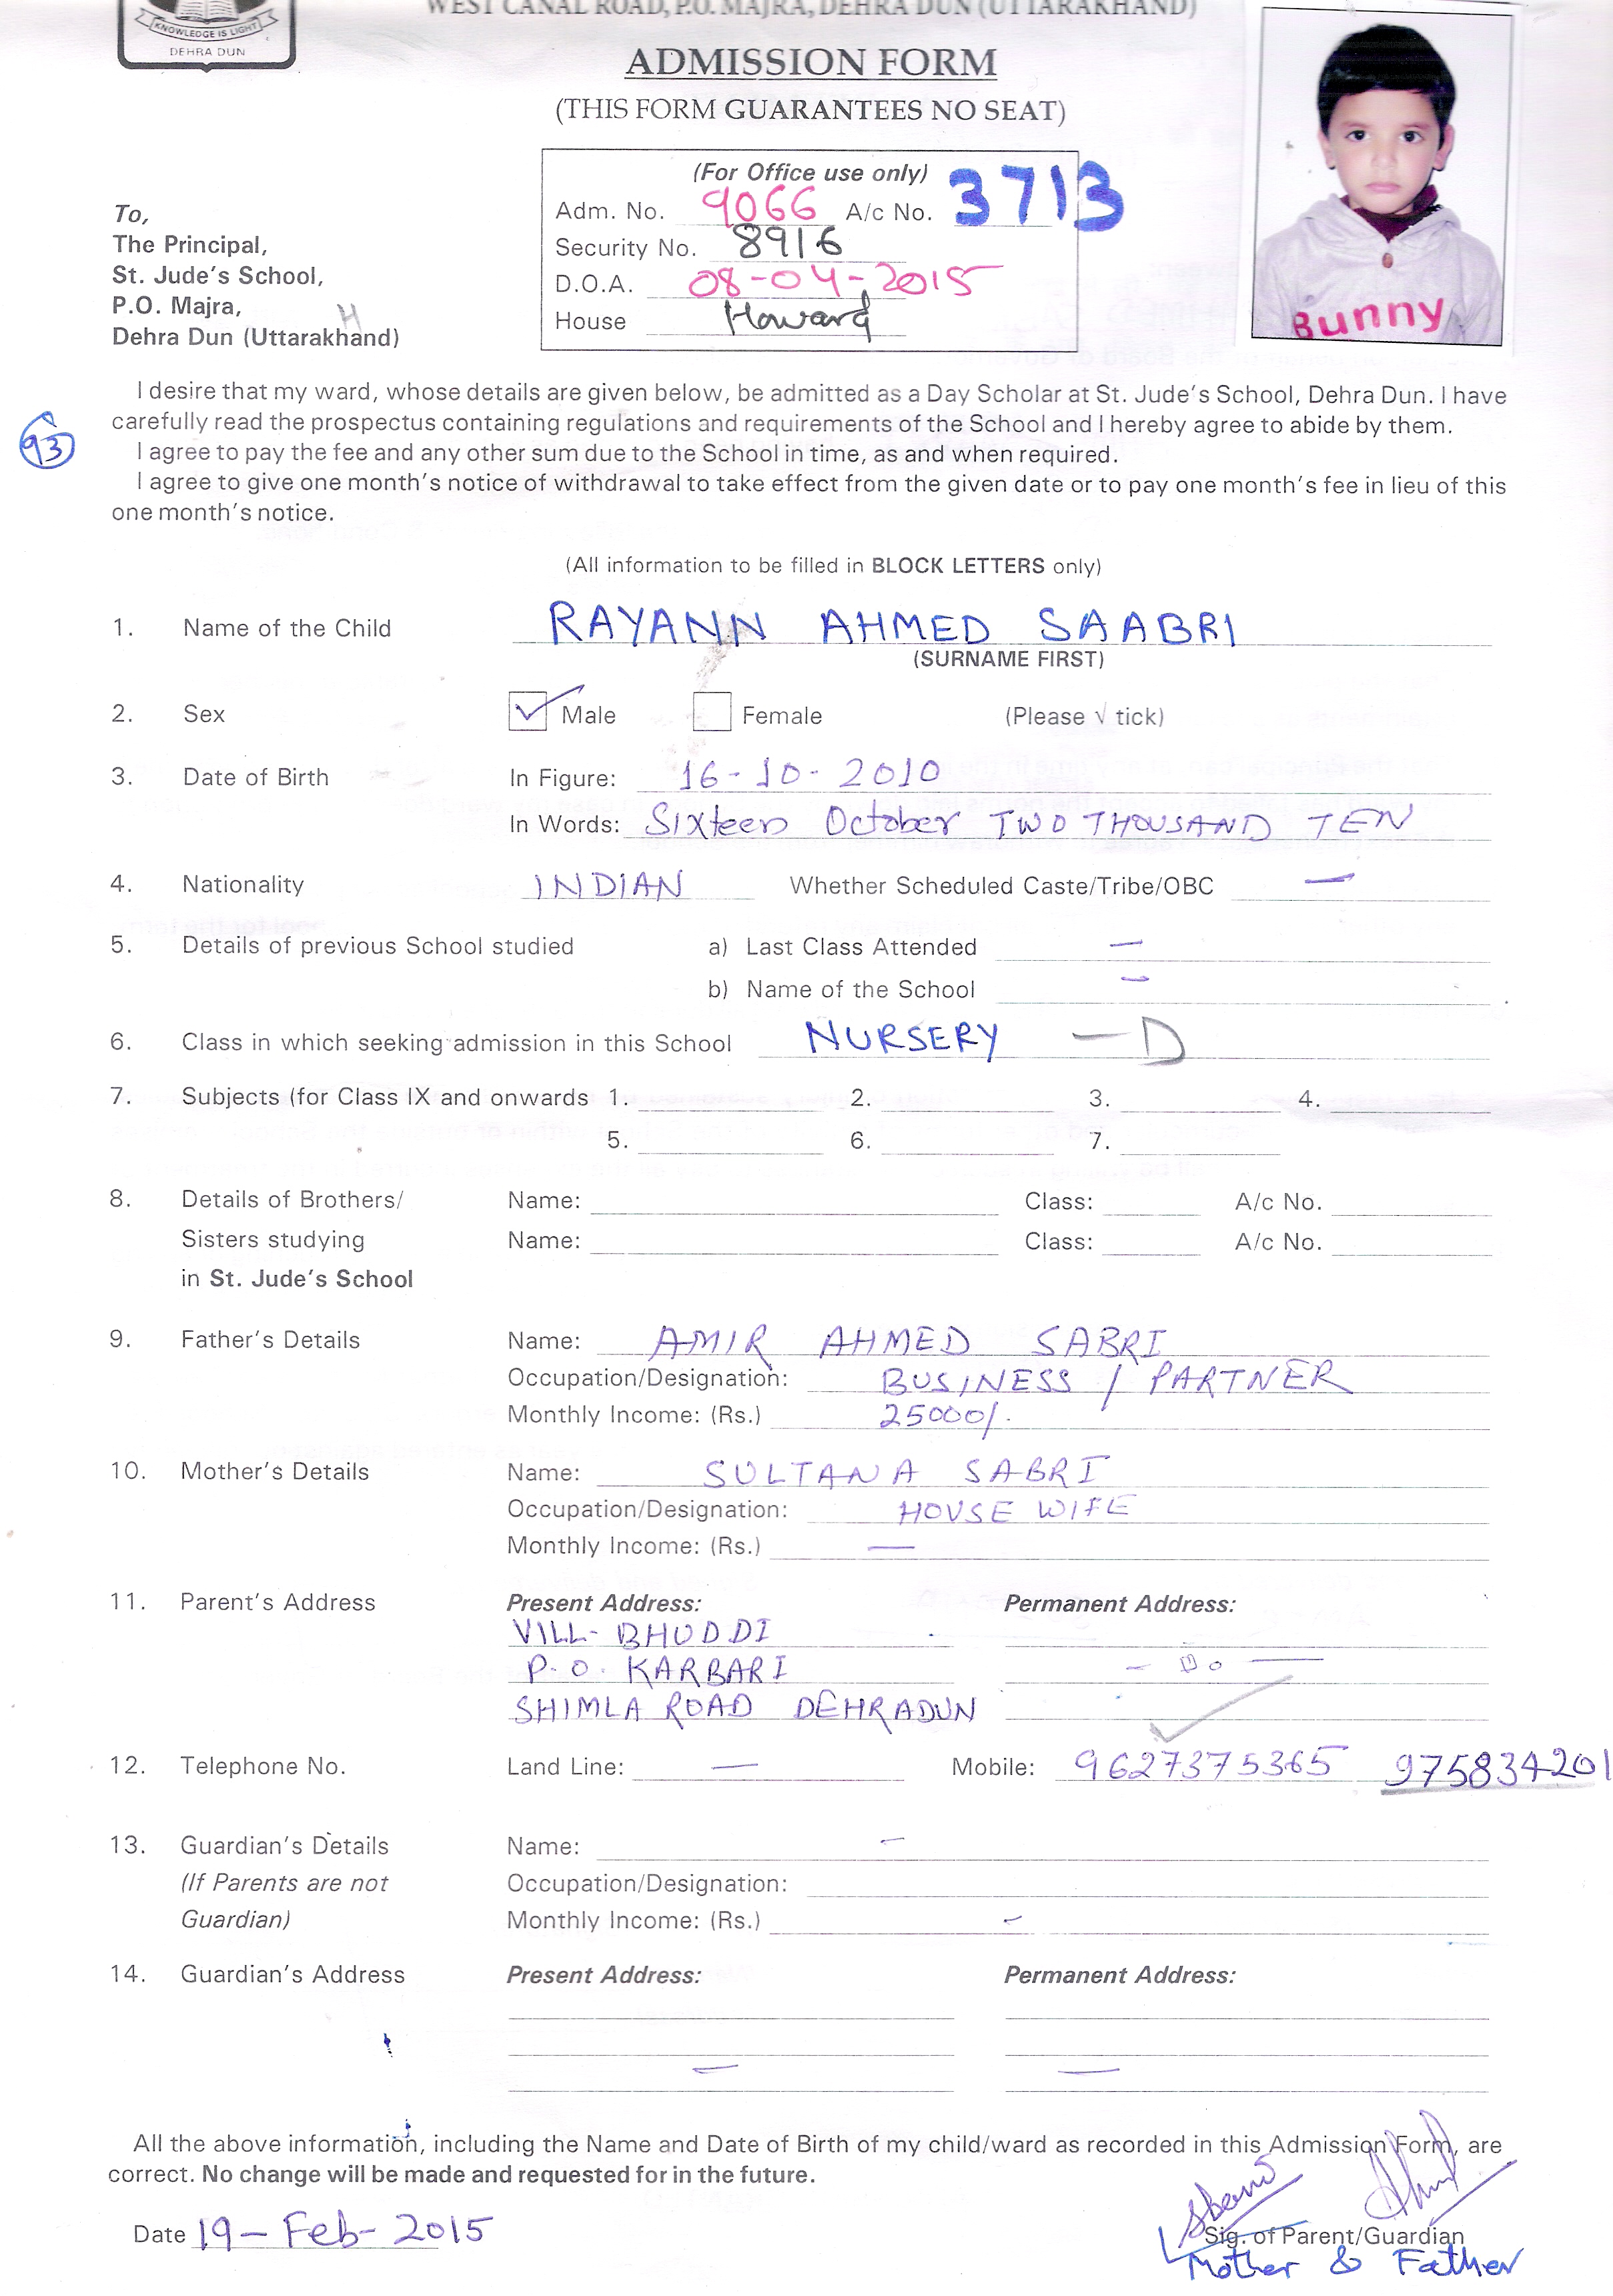 KNOWLEDGE IS LIGHT
DEHRA DUN
WEST CANAL ROAD, P.O. MAJRA, DEHRA DUN (UTTARAKHAND)
ADMISSION FORM
(THIS FORM GUARANTEES NO SEAT)
(For Office use only)
Adm. No. 9066 A/c No. 3713
Security No. 8916
D.O.A. 08-04-2015
House Howard
Bunny
To,
The Principal,
St. Jude's School,
P.O. Majra,
H
Dehra Dun (Uttarakhand)
I desire that my ward, whose details are given below, be admitted as a Day Scholar at St. Jude's School, Dehra Dun. I have
carefully read the prospectus containing regulations and requirements of the School and I hereby agree to abide by them.
93
I agree to pay the fee and any other sum due to the School in time, as and when required.
I agree to give one month's notice of withdrawal to take effect from the given date or to pay one month's fee in lieu of this
one month's notice.
(All information to be filled in BLOCK LETTERS only)
1. Name of the Child RAYANN AHMED SAABRI
(SURNAME FIRST)
2. Sex ✓ Male Female (Please √ tick)
3. Date of Birth In Figure: 16-10-2010
In Words: Sixteen October TWO THOUSAND TEN
4. Nationality INDIAN Whether Scheduled Caste/Tribe/OBC —
5. Details of previous School studied a) Last Class Attended —
b) Name of the School —
6. Class in which seeking admission in this School NURSERY — D
7. Subjects (for Class IX and onwards 1. 2. 3. 4.
5. 6. 7.
8. Details of Brothers/ Name: Class: A/c No.
Sisters studying Name: Class: A/c No.
in St. Jude's School
9. Father's Details Name: AMIR AHMED SABRI
Occupation/Designation: BUSINESS / PARTNER
Monthly Income: (Rs.) 25000/.
10. Mother's Details Name: SULTANA SABRI
Occupation/Designation: HOUSE WIFE
Monthly Income: (Rs.) —
11. Parent's Address Present Address: Permanent Address:
VILL- BHUDDI
P.O. KARBARI — Do —
SHIMLA ROAD DEHRADUN
12. Telephone No. Land Line: — Mobile: 9627375365 975834201
13. Guardian's Details Name: —
(If Parents are not Occupation/Designation:
Guardian) Monthly Income: (Rs.) —
14. Guardian's Address Present Address: Permanent Address:
— —
All the above information, including the Name and Date of Birth of my child/ward as recorded in this Admission Form, are
correct. No change will be made and requested for in the future.
Date 19-Feb-2015
Sig. of Parent/Guardian
Mother & Father